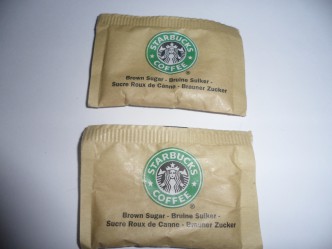 STARBUCKS
COFFEE
Brown Sugar - Bruine Suiker -
Sucre Roux de Canne - Brauner Zucker
STARBUCKS
COFFEE
Brown Sugar - Bruine Suiker -
Sucre Roux de Canne - Brauner Zucker